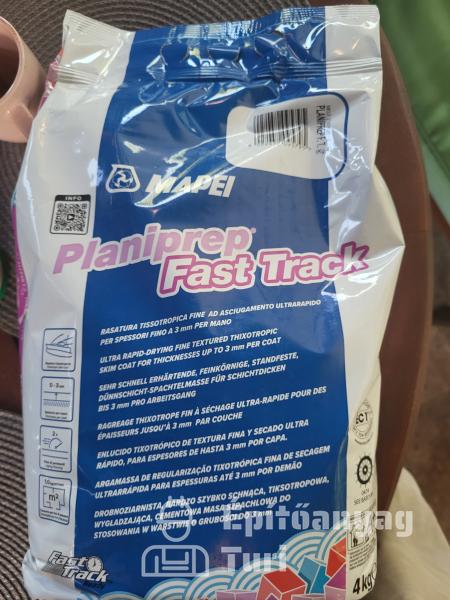 PLANIPREP F.T.
INFO
MAPEI
Planiprep®
Fast Track
RASATURA TISSOTROPICA FINE AD ASCIUGAMENTO ULTRARAPIDO
PER SPESSORI FINO A 3 mm PER MANO
ULTRA RAPID-DRYING FINE TEXTURED THIXOTROPIC
SKIM COAT FOR THICKNESSES UP TO 3 mm PER COAT
SEHR SCHNELL ERHÄRTENDE, FEINKÖRNIGE, STANDFESTE,
DÜNNSCHICHT-SPACHTELMASSE FÜR SCHICHTDICKEN
BIS 3 mm PRO ARBEITSGANG
RAGREAGE THIXOTROPE FIN À SÉCHAGE ULTRA-RAPIDE POUR DES
ÉPAISSEURS JUSQU'À 3 mm PAR COUCHE
ENLUCIDO TIXOTRÓPICO DE TEXTURA FINA Y SECADO ULTRA
RÁPIDO, PARA ESPESORES DE HASTA 3 mm POR CAPA.
ARGAMASSA DE REGULARIZAÇÃO TIXOTRÓPICA FINA DE SECAGEM
ULTRARRÁPIDA PARA ESPESSURAS ATÉ 3 mm POR DEMÃO
DROBNOZIARNISTA, BARDZO SZYBKO SCHNĄCA, TIKSOTROPOWA,
WYGŁADZAJĄCA, CEMENTOWA MASA SZPACHLOWA DO
STOSOWANIA W WARSTWIE O GRUBOŚCI DO 3 mm
0-3
m²
Fast
Track
4 kg
Építőanyag
Turi